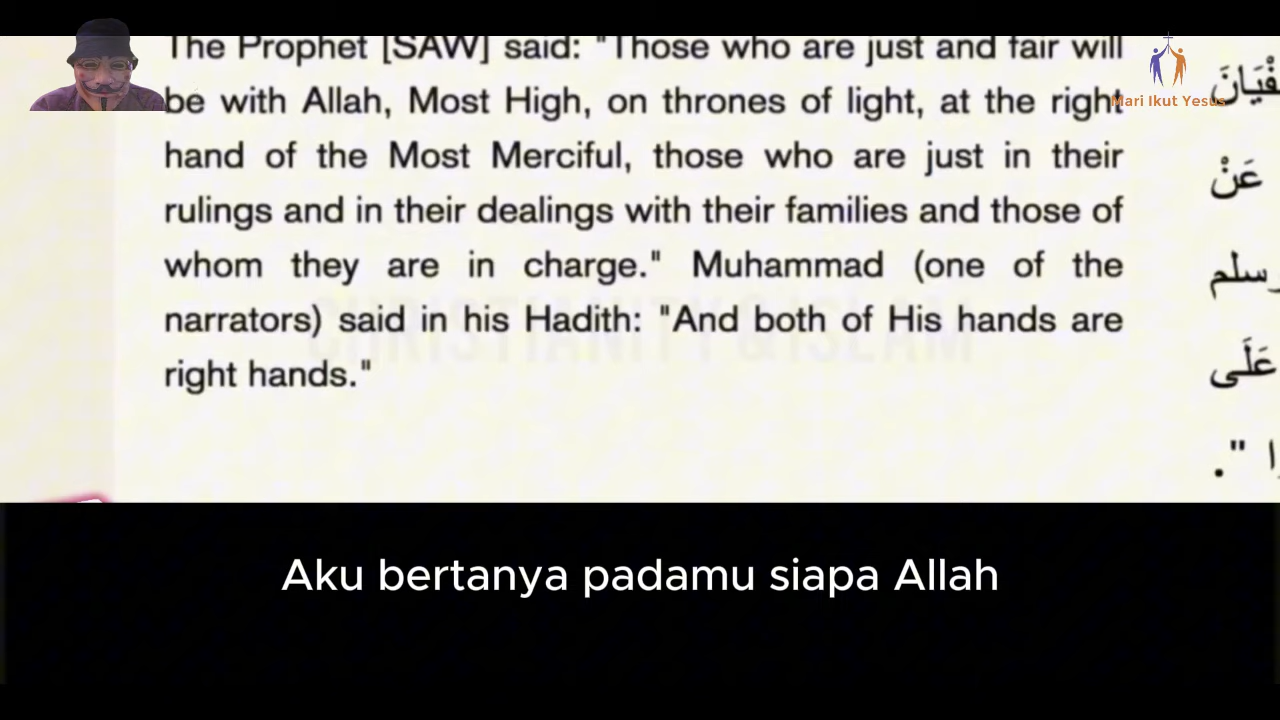 The Prophet [SAW] said: "Those who are just and fair will
be with Allah, Most High, on thrones of light, at the right
hand of the Most Merciful, those who are just in their
rulings and in their dealings with their families and those of
whom they are in charge." Muhammad (one of the
narrators) said in his Hadith: "And both of His hands are
right hands."
CHRISTIANITY & ISLAM
Mari Ikut Yesus
عَنْ
وسلم
عَلَى
Aku bertanya padamu siapa Allah